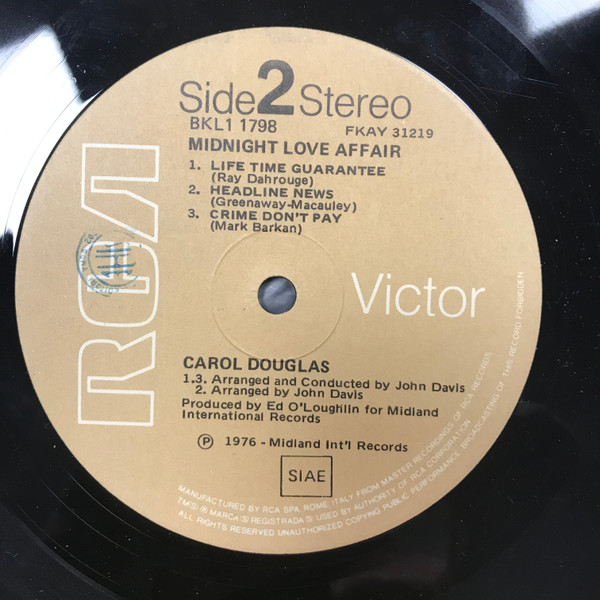 Side 2 Stereo
BKL1 1798
FKAY 31219
MIDNIGHT LOVE AFFAIR
1. LIFE TIME GUARANTEE
(Ray Dahrouge)
2. HEADLINE NEWS
(Greenaway-Macauley)
3. CRIME DON'T PAY
(Mark Barkan)
RCA
Victor
CAROL DOUGLAS
1.3. Arranged and Conducted by John Davis
2. Arranged by John Davis
Produced by Ed O'Loughlin for Midland
International Records
℗ 1976 - Midland Int'l Records
SIAE
MANUFACTURED BY RCA SPA, ROME, ITALY FROM MASTER RECORDINGS OF RCA RECORDS
TM(S) ® MARCA(S) REGISTRADA(S) USED BY AUTHORITY OF RCA CORPORATION
ALL RIGHTS RESERVED UNAUTHORIZED COPYING PUBLIC PERFORMANCE BROADCASTING OF THIS RECORD FORBIDDEN